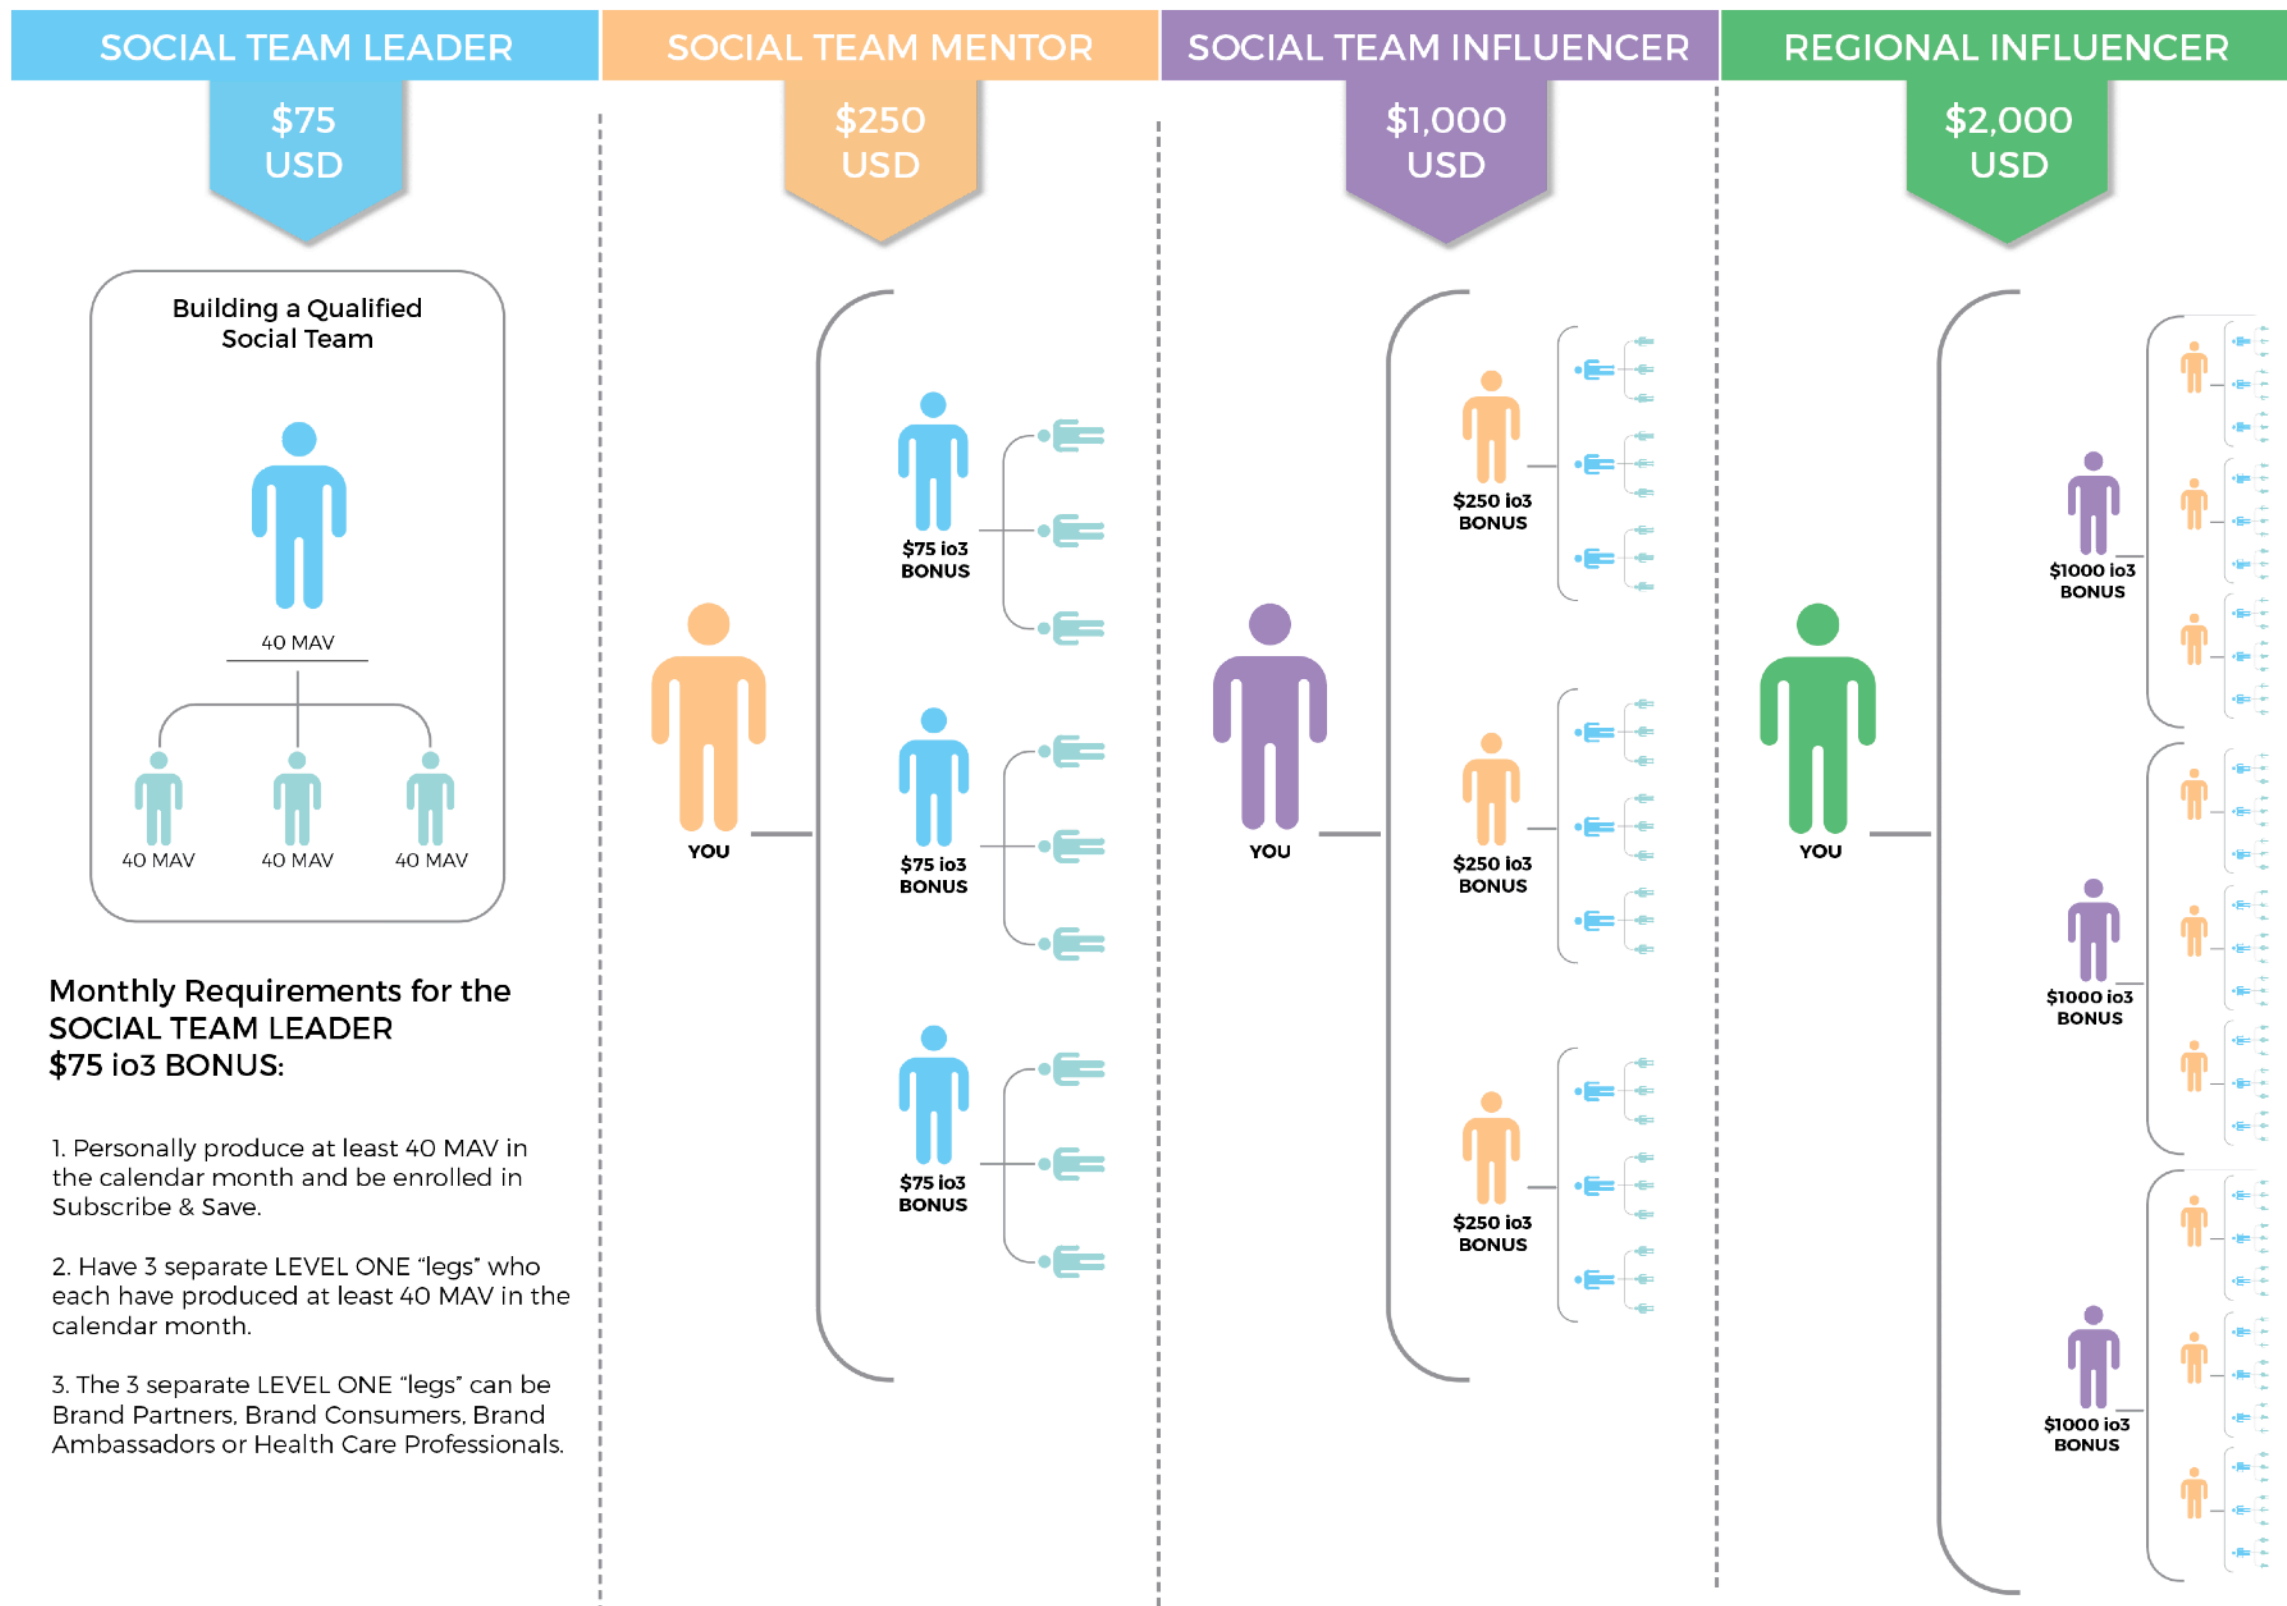 SOCIAL TEAM LEADER
$75
USD
Building a Qualified
Social Team
40 MAV
40 MAV
40 MAV
40 MAV
Monthly Requirements for the
SOCIAL TEAM LEADER
$75 io3 BONUS:
1. Personally produce at least 40 MAV in
the calendar month and be enrolled in
Subscribe & Save.
2. Have 3 separate LEVEL ONE “legs” who
each have produced at least 40 MAV in the
calendar month.
3. The 3 separate LEVEL ONE “legs” can be
Brand Partners, Brand Consumers, Brand
Ambassadors or Health Care Professionals.
SOCIAL TEAM MENTOR
$250
USD
YOU
$75 io3
BONUS
$75 io3
BONUS
$75 io3
BONUS
SOCIAL TEAM INFLUENCER
$1,000
USD
YOU
$250 io3
BONUS
$250 io3
BONUS
$250 io3
BONUS
REGIONAL INFLUENCER
$2,000
USD
YOU
$1000 io3
BONUS
$1000 io3
BONUS
$1000 io3
BONUS